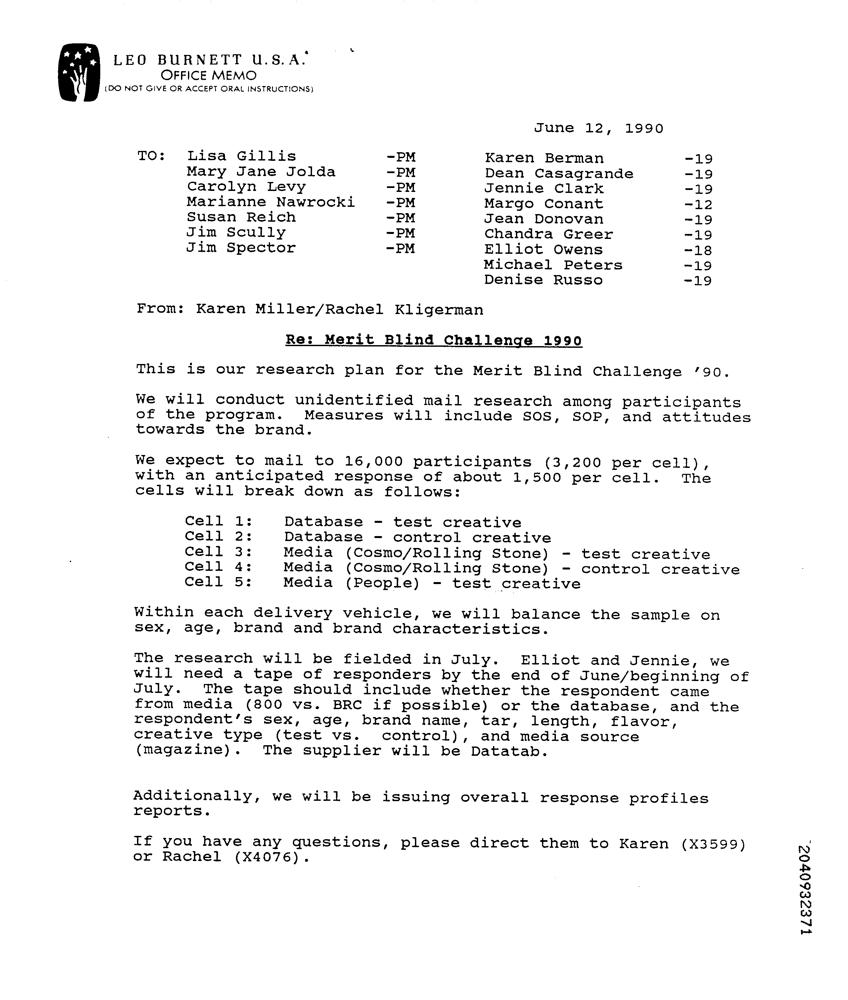 LEO BURNETT U.S.A.
OFFICE MEMO
(DO NOT GIVE OR ACCEPT ORAL INSTRUCTIONS)
June 12, 1990
TO: Lisa Gillis -PM Karen Berman -19
Mary Jane Jolda -PM Dean Casagrande -19
Carolyn Levy -PM Jennie Clark -19
Marianne Nawrocki -PM Margo Conant -12
Susan Reich -PM Jean Donovan -19
Jim Scully -PM Chandra Greer -19
Jim Spector -PM Elliot Owens -18
Michael Peters -19
Denise Russo -19
From: Karen Miller/Rachel Kligerman
Re: Merit Blind Challenge 1990
This is our research plan for the Merit Blind Challenge '90.
We will conduct unidentified mail research among participants
of the program. Measures will include SOS, SOP, and attitudes
towards the brand.
We expect to mail to 16,000 participants (3,200 per cell),
with an anticipated response of about 1,500 per cell. The
cells will break down as follows:
Cell 1: Database - test creative
Cell 2: Database - control creative
Cell 3: Media (Cosmo/Rolling Stone) - test creative
Cell 4: Media (Cosmo/Rolling Stone) - control creative
Cell 5: Media (People) - test creative
Within each delivery vehicle, we will balance the sample on
sex, age, brand and brand characteristics.
The research will be fielded in July. Elliot and Jennie, we
will need a tape of responders by the end of June/beginning of
July. The tape should include whether the respondent came
from media (800 vs. BRC if possible) or the database, and the
respondent's sex, age, brand name, tar, length, flavor,
creative type (test vs. control), and media source
(magazine). The supplier will be Datatab.
Additionally, we will be issuing overall response profiles
reports.
If you have any questions, please direct them to Karen (X3599)
or Rachel (X4076).
2040932371